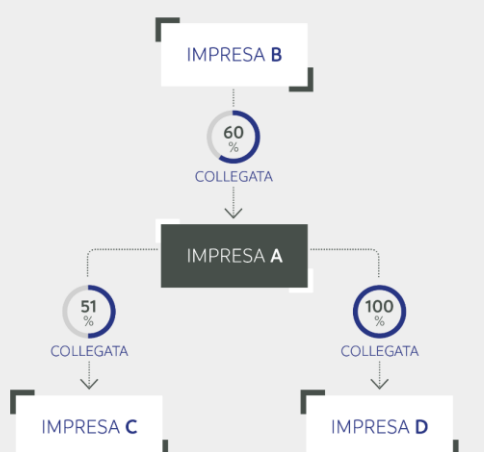 IMPRESA B
60
%
COLLEGATA
IMPRESA A
51
%
COLLEGATA
100
%
COLLEGATA
IMPRESA C
IMPRESA D